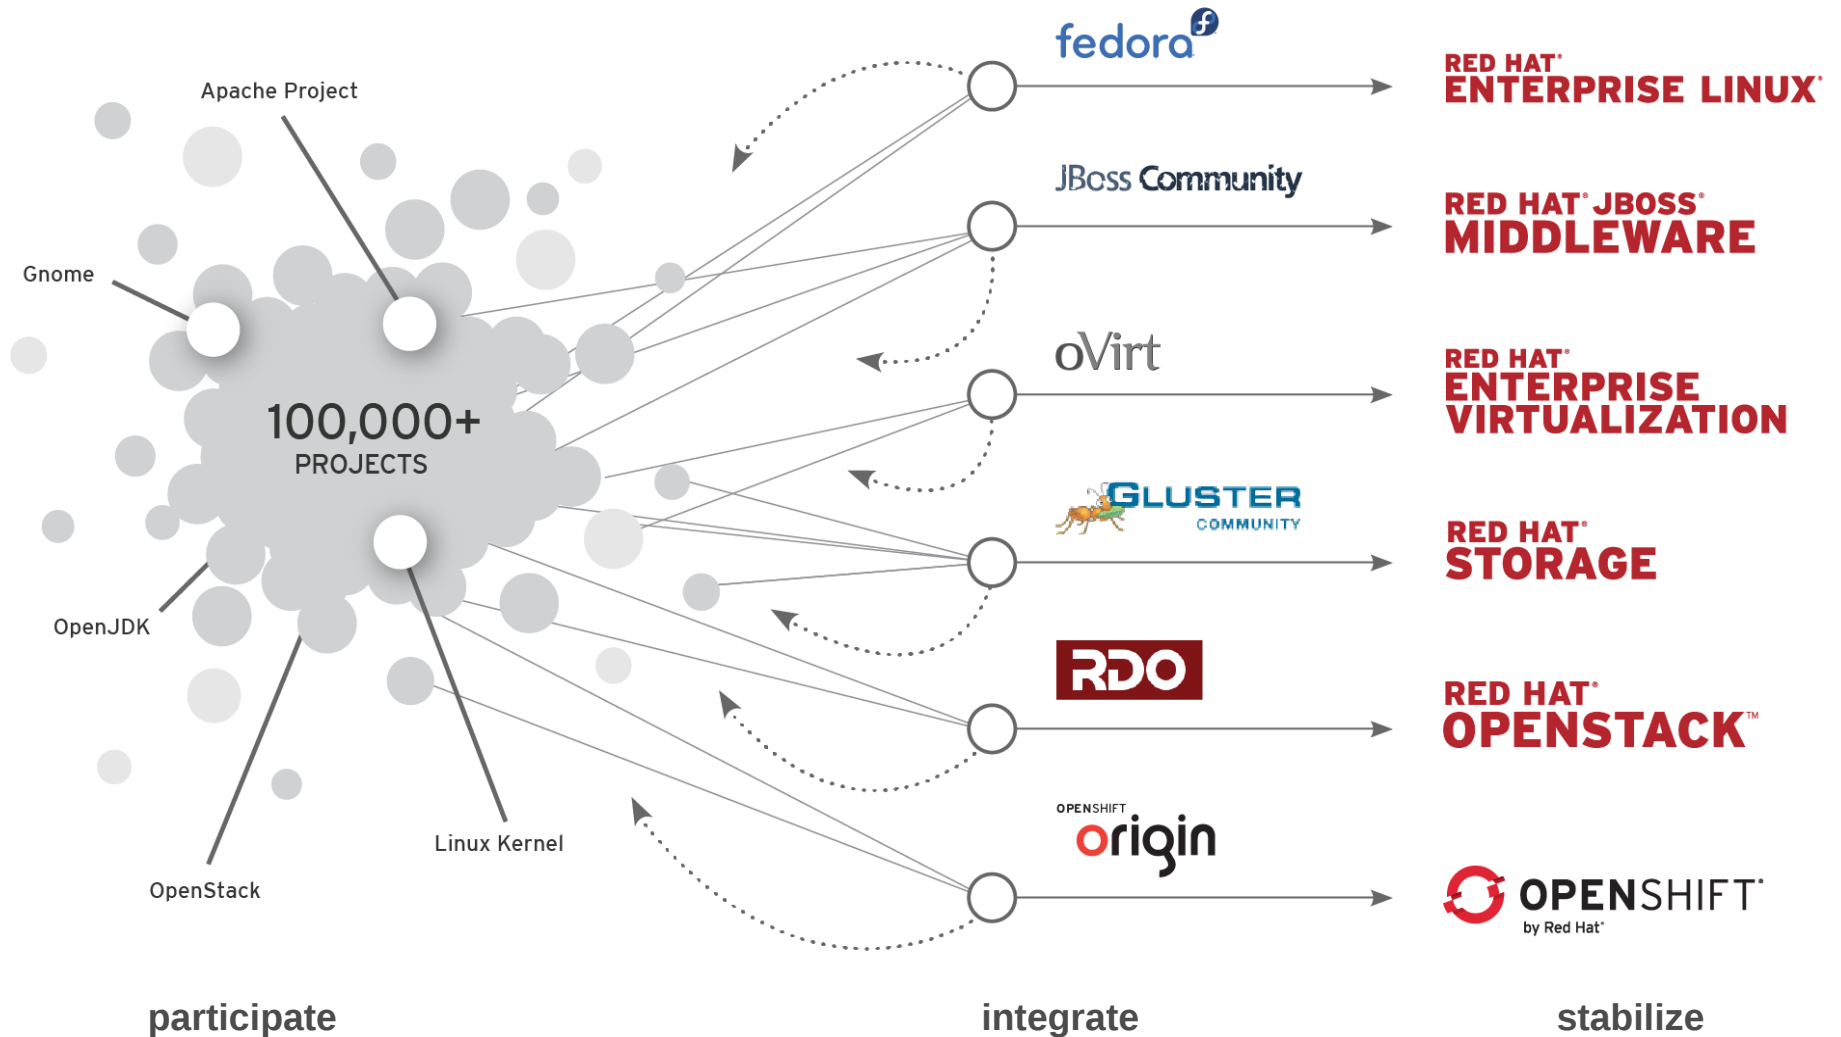 Apache Project
Gnome
100,000+
PROJECTS
OpenJDK
Linux Kernel
OpenStack
fedora
JBoss Community
oVirt
GLUSTER
COMMUNITY
RDO
OPENSHIFT
origin
RED HAT®
ENTERPRISE LINUX®
RED HAT® JBOSS®
MIDDLEWARE
RED HAT®
ENTERPRISE
VIRTUALIZATION
RED HAT®
STORAGE
RED HAT®
OPENSTACK™
OPENSHIFT®
by Red Hat®
participate
integrate
stabilize